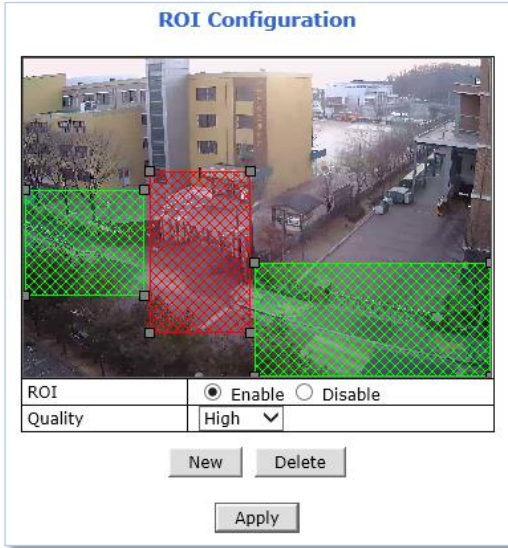 ROI Configuration
ROI Enable Disable
Quality High
New Delete
Apply